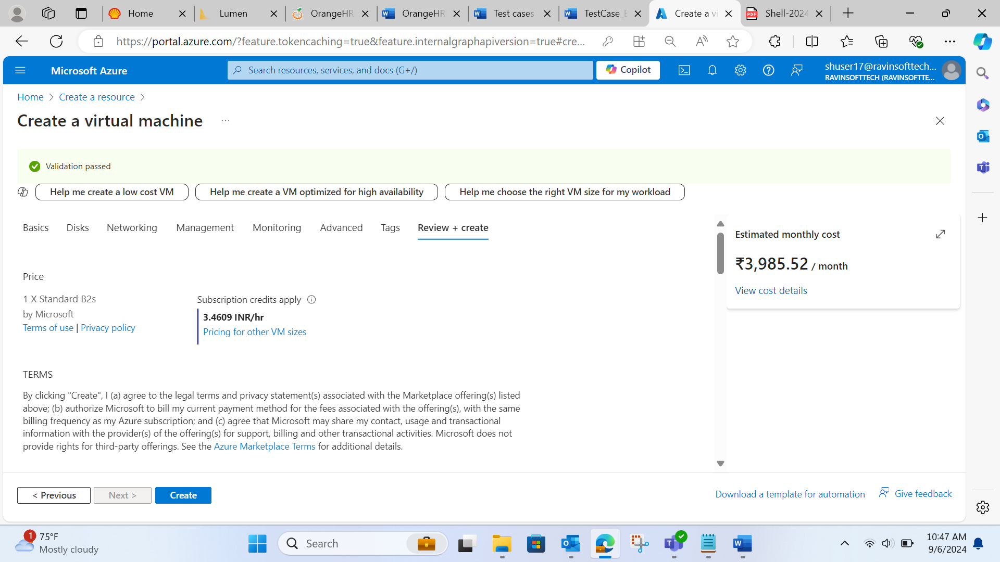 Home
Lumen
OrangeHR
OrangeHR
Test cases
TestCase_
Create a vi
Shell-2024
https://portal.azure.com/?feature.tokencaching=true&feature.internalgraphapiversion=true#cre...
Microsoft Azure
Search resources, services, and docs (G+/)
Copilot
shuser17@ravinsofttech...
RAVINSOFTTECH (RAVINSOFTTE...
Home > Create a resource >
Create a virtual machine ...
Validation passed
Help me create a low cost VM
Help me create a VM optimized for high availability
Help me choose the right VM size for my workload
Basics Disks Networking Management Monitoring Advanced Tags Review + create
Estimated monthly cost
₹3,985.52 / month
View cost details
Price
1 X Standard B2s
by Microsoft
Terms of use | Privacy policy
Subscription credits apply
3.4609 INR/hr
Pricing for other VM sizes
TERMS
By clicking "Create", I (a) agree to the legal terms and privacy statement(s) associated with the Marketplace offering(s) listed
above; (b) authorize Microsoft to bill my current payment method for the fees associated with the offering(s), with the same
billing frequency as my Azure subscription; and (c) agree that Microsoft may share my contact, usage and transactional
information with the provider(s) of the offering(s) for support, billing and other transactional activities. Microsoft does not
provide rights for third-party offerings. See the Azure Marketplace Terms for additional details.
< Previous
Next >
Create
Download a template for automation
Give feedback
1
75°F
Mostly cloudy
Search
10:47 AM
9/6/2024